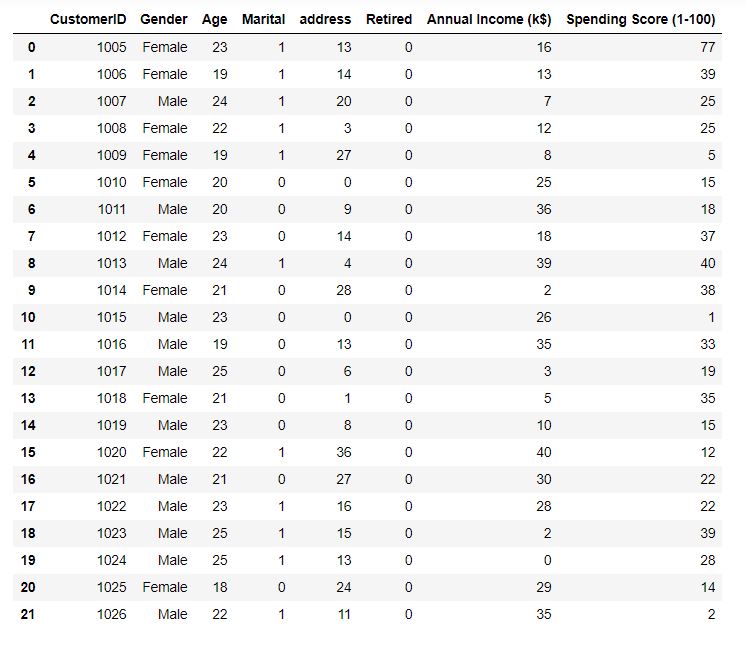 CustomerID Gender Age Marital address Retired Annual Income (k$) Spending Score (1-100)
0 1005 Female 23 1 13 0 16 77
1 1006 Female 19 1 14 0 13 39
2 1007 Male 24 1 20 0 7 25
3 1008 Female 22 1 3 0 12 25
4 1009 Female 19 1 27 0 8 5
5 1010 Female 20 0 0 0 25 15
6 1011 Male 20 0 9 0 36 18
7 1012 Female 23 0 14 0 18 37
8 1013 Male 24 1 4 0 39 40
9 1014 Female 21 0 28 0 2 38
10 1015 Male 23 0 0 0 26 1
11 1016 Male 19 0 13 0 35 33
12 1017 Male 25 0 6 0 3 19
13 1018 Female 21 0 1 0 5 35
14 1019 Male 23 0 8 0 10 15
15 1020 Female 22 1 36 0 40 12
16 1021 Male 21 0 27 0 30 22
17 1022 Male 23 1 16 0 28 22
18 1023 Male 25 1 15 0 2 39
19 1024 Male 25 1 13 0 0 28
20 1025 Female 18 0 24 0 29 14
21 1026 Male 22 1 11 0 35 2